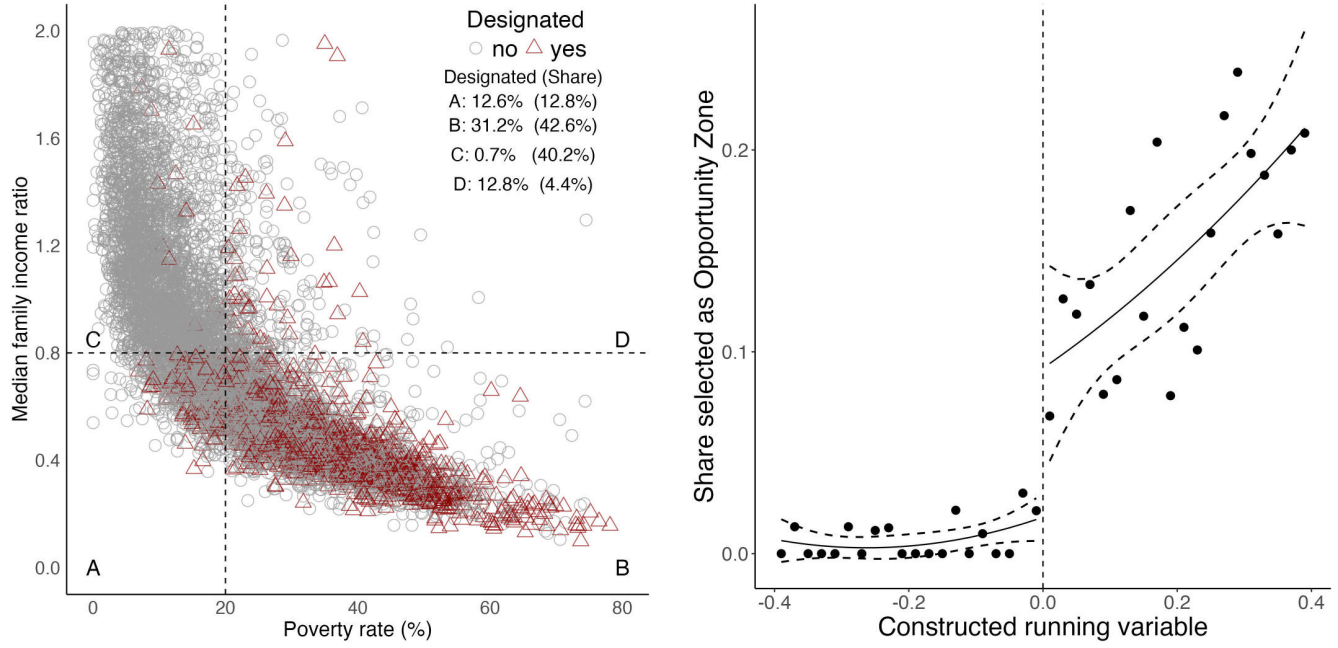 Designated
no yes
Designated (Share)
A: 12.6% (12.8%)
B: 31.2% (42.6%)
C: 0.7% (40.2%)
D: 12.8% (4.4%)
2.0
1.6
1.2
0.8
0.4
0.0
Median family income ratio
C
D
A
B
0
20
40
60
80
Poverty rate (%)
Share selected as Opportunity Zone
0.2
0.1
0.0
-0.4
-0.2
0.0
0.2
0.4
Constructed running variable